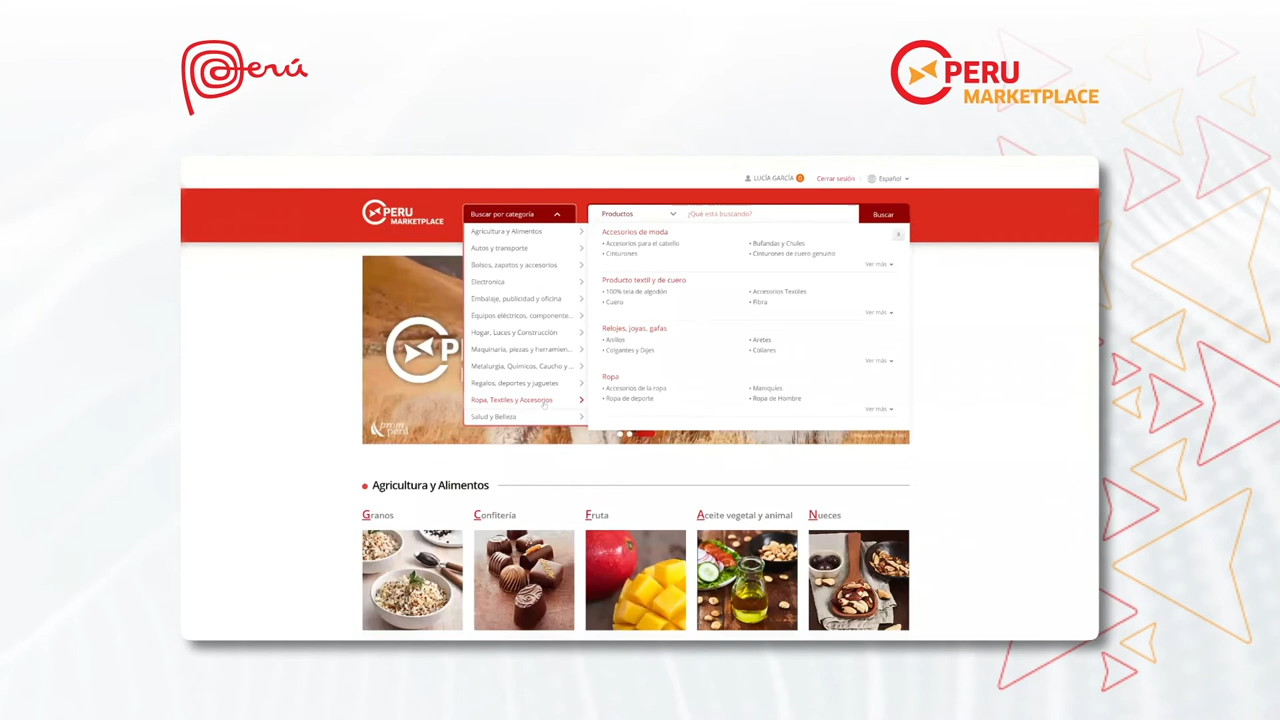 Perú
PERU
MARKETPLACE
LUCÍA GARCÍA
Cerrar sesión
Español
PERU
MARKETPLACE
Buscar por categoría
Productos
¿Qué está buscando?
Buscar
Agricultura y Alimentos
Autos y transporte
Bolsos, zapatos y accesorios
Electronica
Embalaje, publicidad y oficina
Equipos eléctricos, componente...
Hogar, Luces y Construcción
Maquinaria, piezas y herramien...
Metalurgia, Químicos, Caucho y ...
Regalos, deportes y juguetes
Ropa, Textiles y Accesorios
Salud y Belleza
X
Accesorios de moda
• Accesorios para el cabello
• Bufandas y Chales
• Cinturones
• Cinturones de cuero genuino
Ver más
Producto textil y de cuero
• 100% tela de algodón
• Accesorios Textiles
• Cuero
• Fibra
Ver más
Relojes, joyas, gafas
• Anillos
• Aretes
• Colgantes y Dijes
• Collares
Ver más
Ropa
• Accesorios de la ropa
• Maniquíes
• Ropa de deporte
• Ropa de Hombre
Ver más
P
prom
perú
Agricultura y Alimentos
Granos
Confitería
Fruta
Aceite vegetal y animal
Nueces